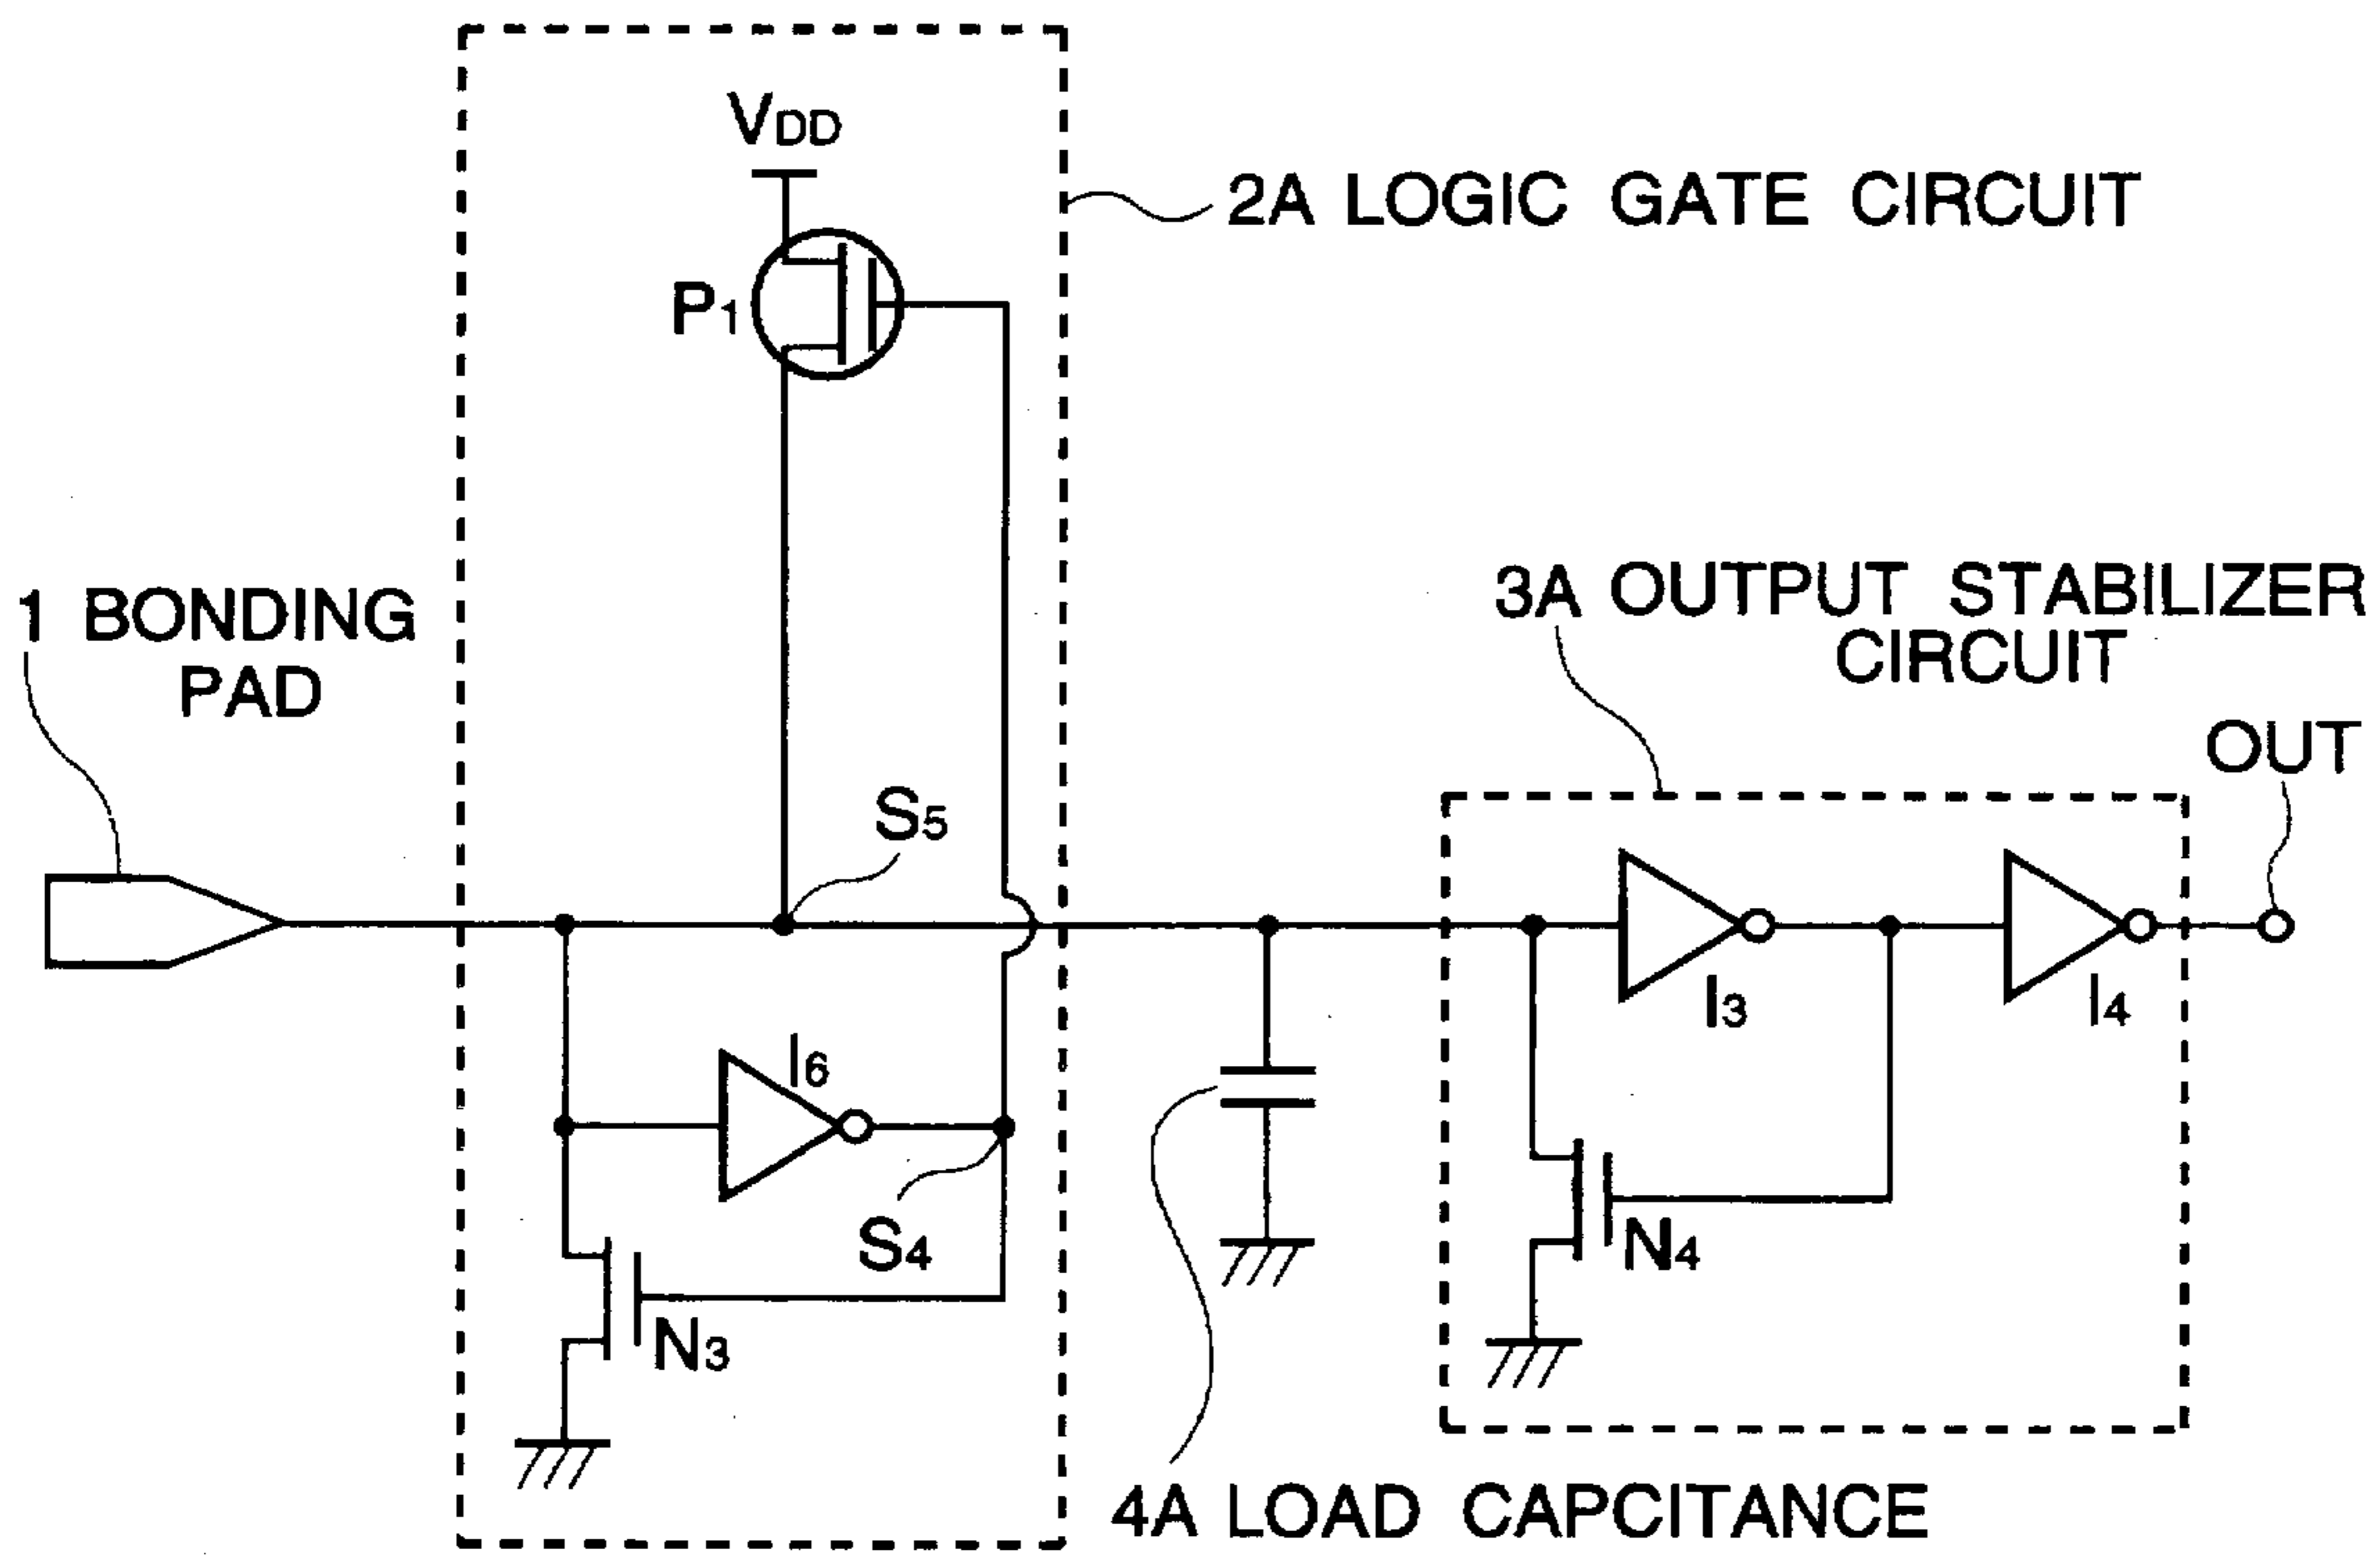 VDD
2A LOGIC GATE CIRCUIT
P1
1 BONDING
PAD
3A OUTPUT STABILIZER
CIRCUIT
OUT
S5
I3
I4
I6
S4
N4
N3
4A LOAD CAPCITANCE